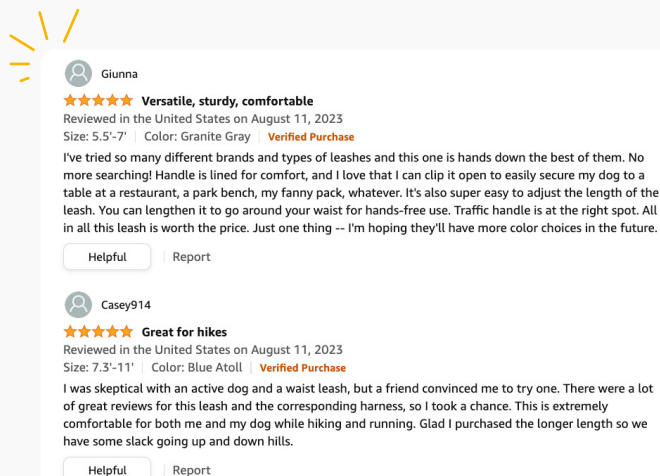 Giunna
Versatile, sturdy, comfortable
Reviewed in the United States on August 11, 2023
Size: 5.5'-7' | Color: Granite Gray | Verified Purchase
I've tried so many different brands and types of leashes and this one is hands down the best of them. No
more searching! Handle is lined for comfort, and I love that I can clip it open to easily secure my dog to a
table at a restaurant, a park bench, my fanny pack, whatever. It's also super easy to adjust the length of the
leash. You can lengthen it to go around your waist for hands-free use. Traffic handle is at the right spot. All
in all this leash is worth the price. Just one thing -- I'm hoping they'll have more color choices in the future.
Helpful | Report
Casey914
Great for hikes
Reviewed in the United States on August 11, 2023
Size: 7.3'-11' | Color: Blue Atoll | Verified Purchase
I was skeptical with an active dog and a waist leash, but a friend convinced me to try one. There were a lot
of great reviews for this leash and the corresponding harness, so I took a chance. This is extremely
comfortable for both me and my dog while hiking and running. Glad I purchased the longer length so we
have some slack going up and down hills.
Helpful | Report